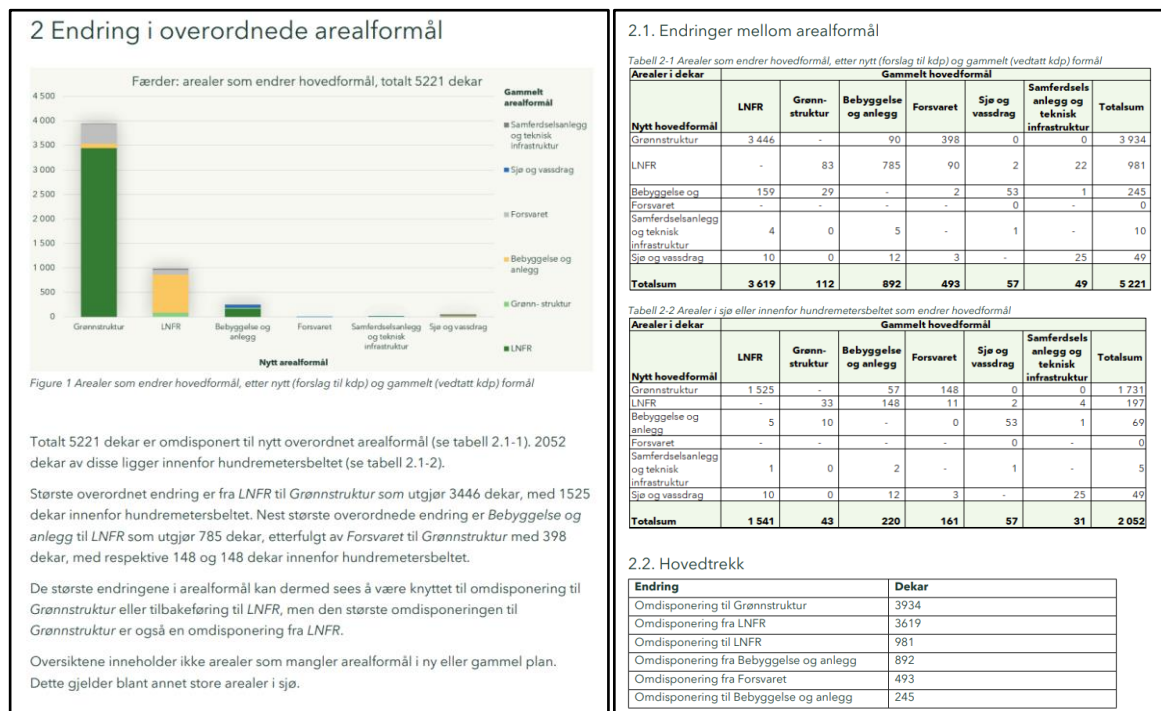 2 Endring i overordnede arealformål
Færder: arealer som endrer hovedformål, totalt 5221 dekar
4 500
4 000
3 500
3 000
2 500
2 000
1 500
1 000
500
0
Grønnstruktur
LNFR
Bebyggelse og
anlegg
Forsvaret
Samferdselsanlegg
og teknisk
infrastruktur
Sjø og vassdrag
Nytt arealformål
Gammelt
arealformål
Samferdselsanlegg
og teknisk
infrastruktur
Sjø og vassdrag
Forsvaret
Bebyggelse og
anlegg
Grønn- struktur
LNFR
Figure 1 Arealer som endrer hovedformål, etter nytt (forslag til kdp) og gammelt (vedtatt kdp) formål
Totalt 5221 dekar er omdisponert til nytt overordnet arealformål (se tabell 2.1-1). 2052
dekar av disse ligger innenfor hundremetersbeltet (se tabell 2.1-2).
Største overordnet endring er fra LNFR til Grønnstruktur som utgjør 3446 dekar, med 1525
dekar innenfor hundremetersbeltet. Nest største overordnede endring er Bebyggelse og
anlegg til LNFR som utgjør 785 dekar, etterfulgt av Forsvaret til Grønnstruktur med 398
dekar, med respektive 148 og 148 dekar innenfor hundremetersbeltet.
De største endringene i arealformål kan dermed sees å være knyttet til omdisponering til
Grønnstruktur eller tilbakeføring til LNFR, men den største omdisponeringen til
Grønnstruktur er også en omdisponering fra LNFR.
Oversiktene inneholder ikke arealer som mangler arealformål i ny eller gammel plan.
Dette gjelder blant annet store arealer i sjø.
2.1. Endringer mellom arealformål
Tabell 2-1 Arealer som endrer hovedformål, etter nytt (forslag til kdp) og gammelt (vedtatt kdp) formål
Arealer i dekar Gammelt hovedformål
Nytt hovedformål LNFR Grønn-struktur Bebyggelse og anlegg Forsvaret Sjø og vassdrag Samferdsels anlegg og teknisk infrastruktur Totalsum
Grønnstruktur 3 446 - 90 398 0 0 3 934
LNFR - 83 785 90 2 22 981
Bebyggelse og 159 29 - 2 53 1 245
Forsvaret - - - - 0 - 0
Samferdselsanlegg og teknisk infrastruktur 4 0 5 - 1 - 10
Sjø og vassdrag 10 0 12 3 - 25 49
Totalsum 3 619 112 892 493 57 49 5 221
Tabell 2-2 Arealer i sjø eller innenfor hundremetersbeltet som endrer hovedformål
Arealer i dekar Gammelt hovedformål
Nytt hovedformål LNFR Grønn-struktur Bebyggelse og anlegg Forsvaret Sjø og vassdrag Samferdsels anlegg og teknisk infrastruktur Totalsum
Grønnstruktur 1 525 - 57 148 0 0 1 731
LNFR - 33 148 11 2 4 197
Bebyggelse og anlegg 5 10 - 0 53 1 69
Forsvaret - - - - 0 - 0
Samferdselsanlegg og teknisk infrastruktur 1 0 2 - 1 - 5
Sjø og vassdrag 10 0 12 3 - 25 49
Totalsum 1 541 43 220 161 57 31 2 052
2.2. Hovedtrekk
Endring Dekar
Omdisponering til Grønnstruktur 3934
Omdisponering fra LNFR 3619
Omdisponering til LNFR 981
Omdisponering fra Bebyggelse og anlegg 892
Omdisponering fra Forsvaret 493
Omdisponering til Bebyggelse og anlegg 245